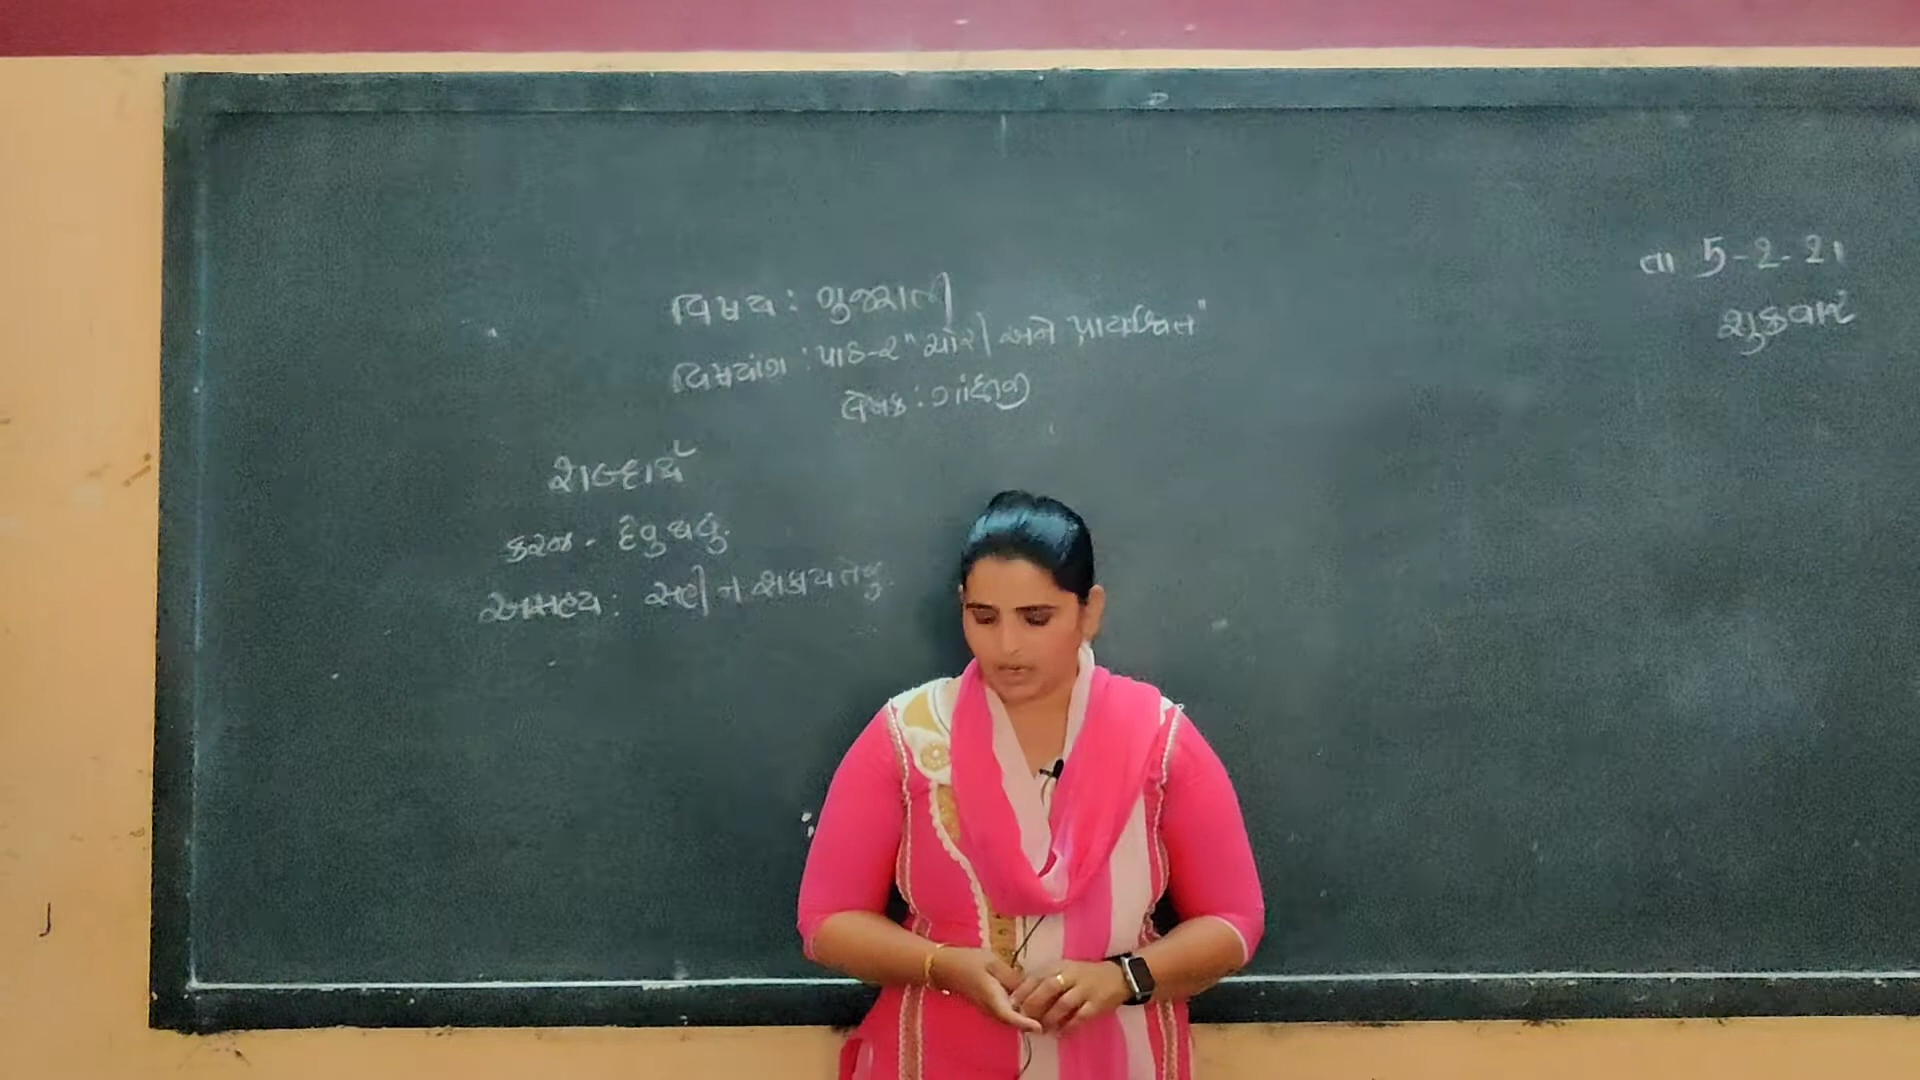 તા 5-2-21
શુક્રવાર
વિષય : ગુજરાતી
વિષયાંગ : પાઠ-૨ "ચોરી અને પ્રાયશ્ચિત"
લેખક : ગાંધીજી
શબ્દાર્થ
કરજ - દેવુ થવું.
અસહ્ય : સહી ન શકાય તેવુ.